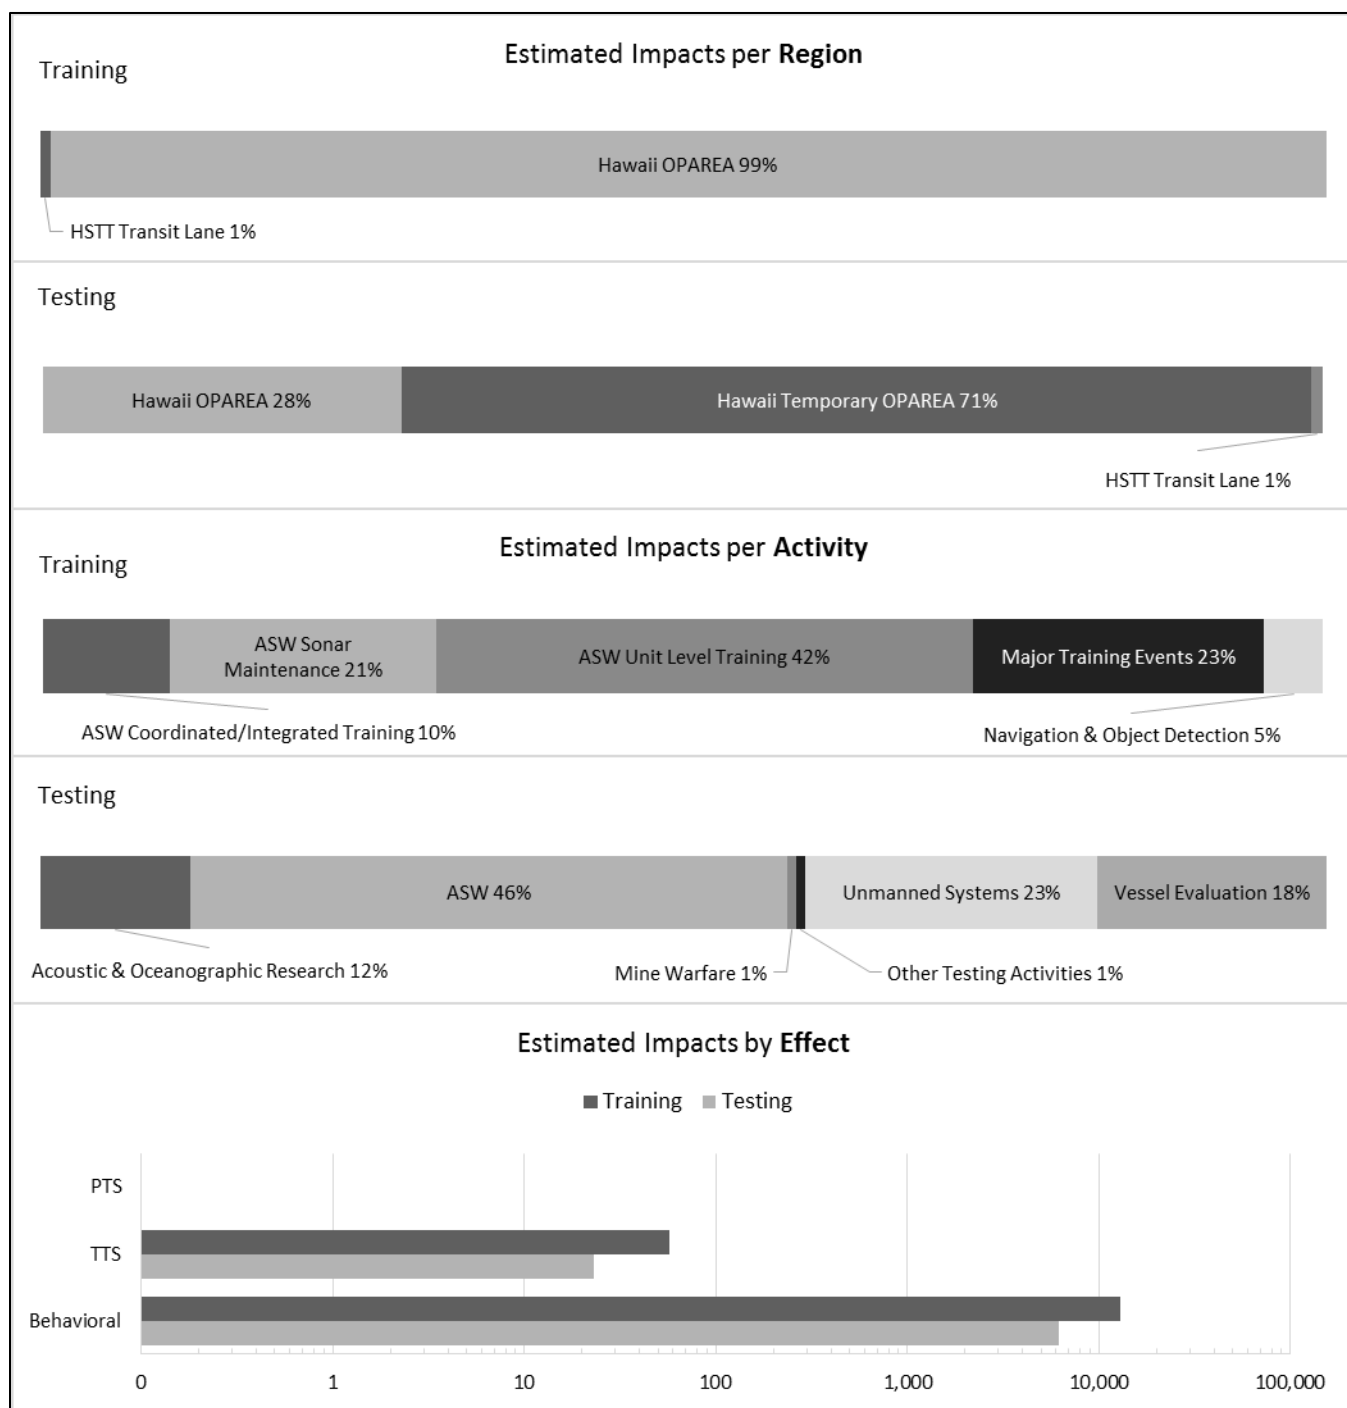 Estimated Impacts per Region
Training
Hawaii OPAREA 99%
HSTT Transit Lane 1%
Testing
Hawaii OPAREA 28%
Hawaii Temporary OPAREA 71%
HSTT Transit Lane 1%
Estimated Impacts per Activity
Training
ASW Sonar
Maintenance 21%
ASW Unit Level Training 42%
Major Training Events 23%
ASW Coordinated/Integrated Training 10%
Navigation & Object Detection 5%
Testing
ASW 46%
Unmanned Systems 23%
Vessel Evaluation 18%
Acoustic & Oceanographic Research 12%
Mine Warfare 1%
Other Testing Activities 1%
Estimated Impacts by Effect
Training
Testing
PTS
TTS
Behavioral
0
1
10
100
1,000
10,000
100,000